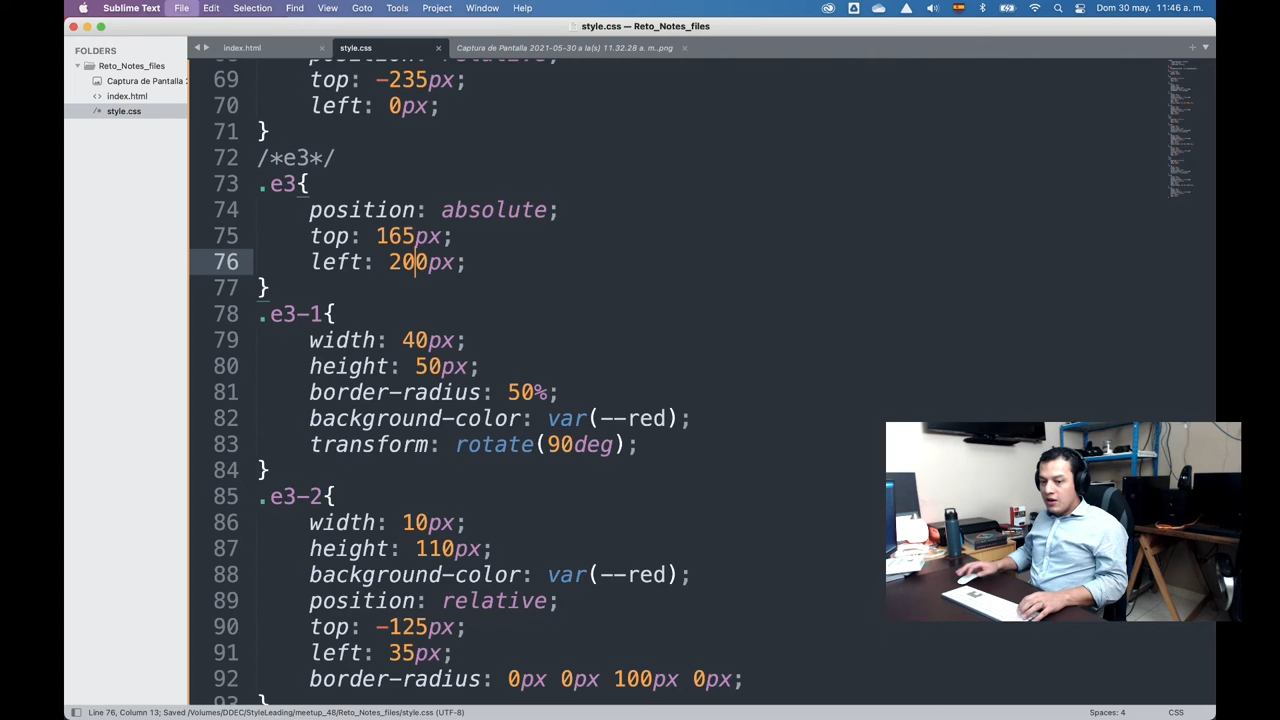 Sublime Text File Edit Selection Find View Goto Tools Project Window Help Dom 30 may. 11:46 a. m.
style.css — Reto_Notes_files
FOLDERS
Reto_Notes_files
Captura de Pantalla 2
index.html
style.css
index.html × style.css × Captura de Pantalla 2021-05-30 a la(s) 11.32.28 a. m..png ×
69 top: -235px;
70 left: 0px;
71 }
72 /*e3*/
73 .e3{
74 position: absolute;
75 top: 165px;
76 left: 200px;
77 }
78 .e3-1{
79 width: 40px;
80 height: 50px;
81 border-radius: 50%;
82 background-color: var(--red);
83 transform: rotate(90deg);
84 }
85 .e3-2{
86 width: 10px;
87 height: 110px;
88 background-color: var(--red);
89 position: relative;
90 top: -125px;
91 left: 35px;
92 border-radius: 0px 0px 100px 0px;
93 }
Line 76, Column 13; Saved /Volumes/DDEC/StyleLeading/meetup_48/Reto_Notes_files/style.css (UTF-8) Spaces: 4 CSS